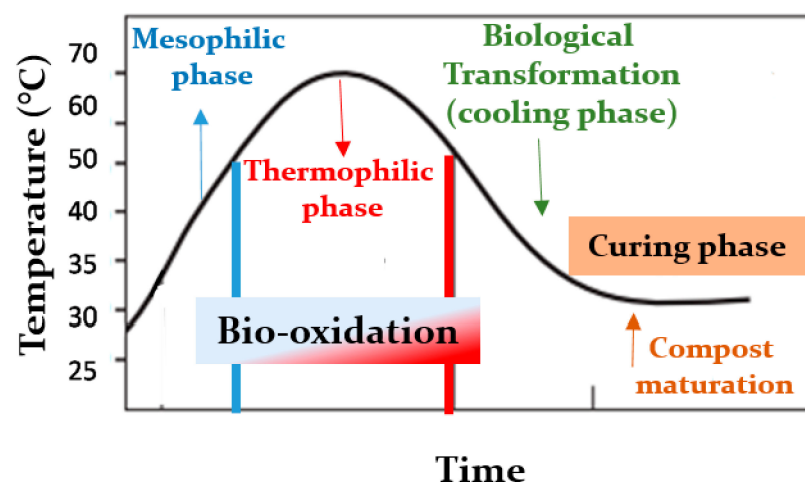 Temperature (°C)
70
60
50
40
35
30
25
Mesophilic
phase
Thermophilic
phase
Biological
Transformation
(cooling phase)
Curing phase
Bio-oxidation
Compost
maturation
Time